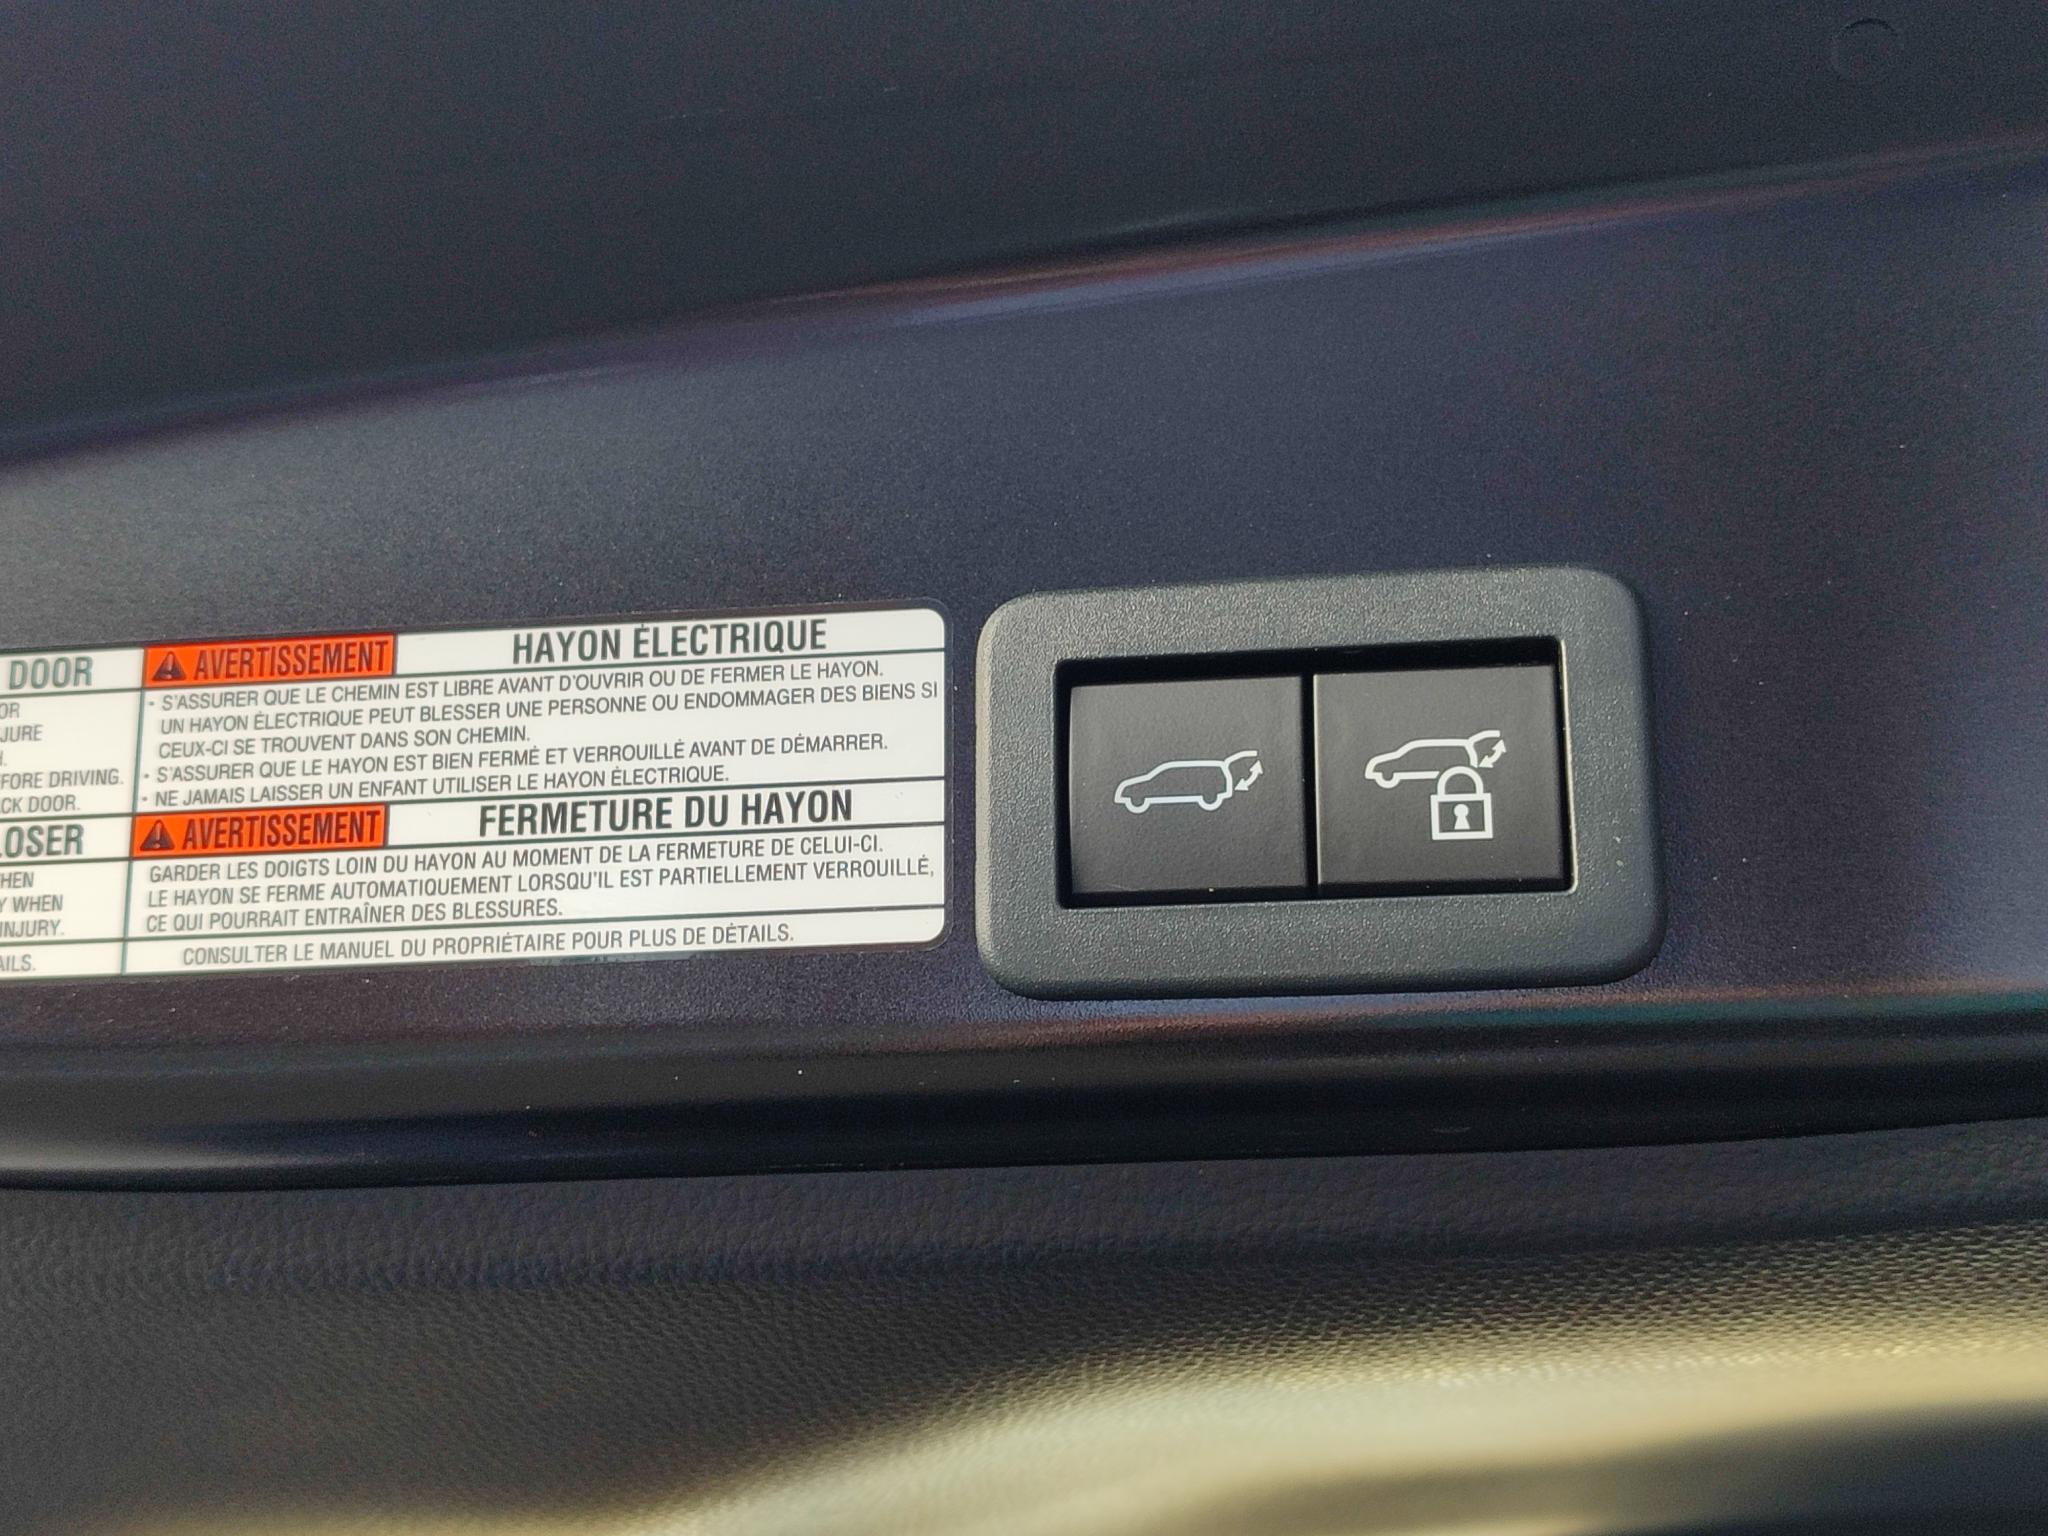 DOOR
OR
JURE
FORE DRIVING.
CK DOOR.
LOSER
HEN
Y WHEN
INJURY.
AILS.
AVERTISSEMENT HAYON ÉLECTRIQUE
• S'ASSURER QUE LE CHEMIN EST LIBRE AVANT D'OUVRIR OU DE FERMER LE HAYON.
UN HAYON ÉLECTRIQUE PEUT BLESSER UNE PERSONNE OU ENDOMMAGER DES BIENS SI
CEUX-CI SE TROUVENT DANS SON CHEMIN.
• S'ASSURER QUE LE HAYON EST BIEN FERMÉ ET VERROUILLÉ AVANT DE DÉMARRER.
• NE JAMAIS LAISSER UN ENFANT UTILISER LE HAYON ÉLECTRIQUE.
AVERTISSEMENT FERMETURE DU HAYON
GARDER LES DOIGTS LOIN DU HAYON AU MOMENT DE LA FERMETURE DE CELUI-CI.
LE HAYON SE FERME AUTOMATIQUEMENT LORSQU'IL EST PARTIELLEMENT VERROUILLÉ,
CE QUI POURRAIT ENTRAÎNER DES BLESSURES.
CONSULTER LE MANUEL DU PROPRIÉTAIRE POUR PLUS DE DÉTAILS.